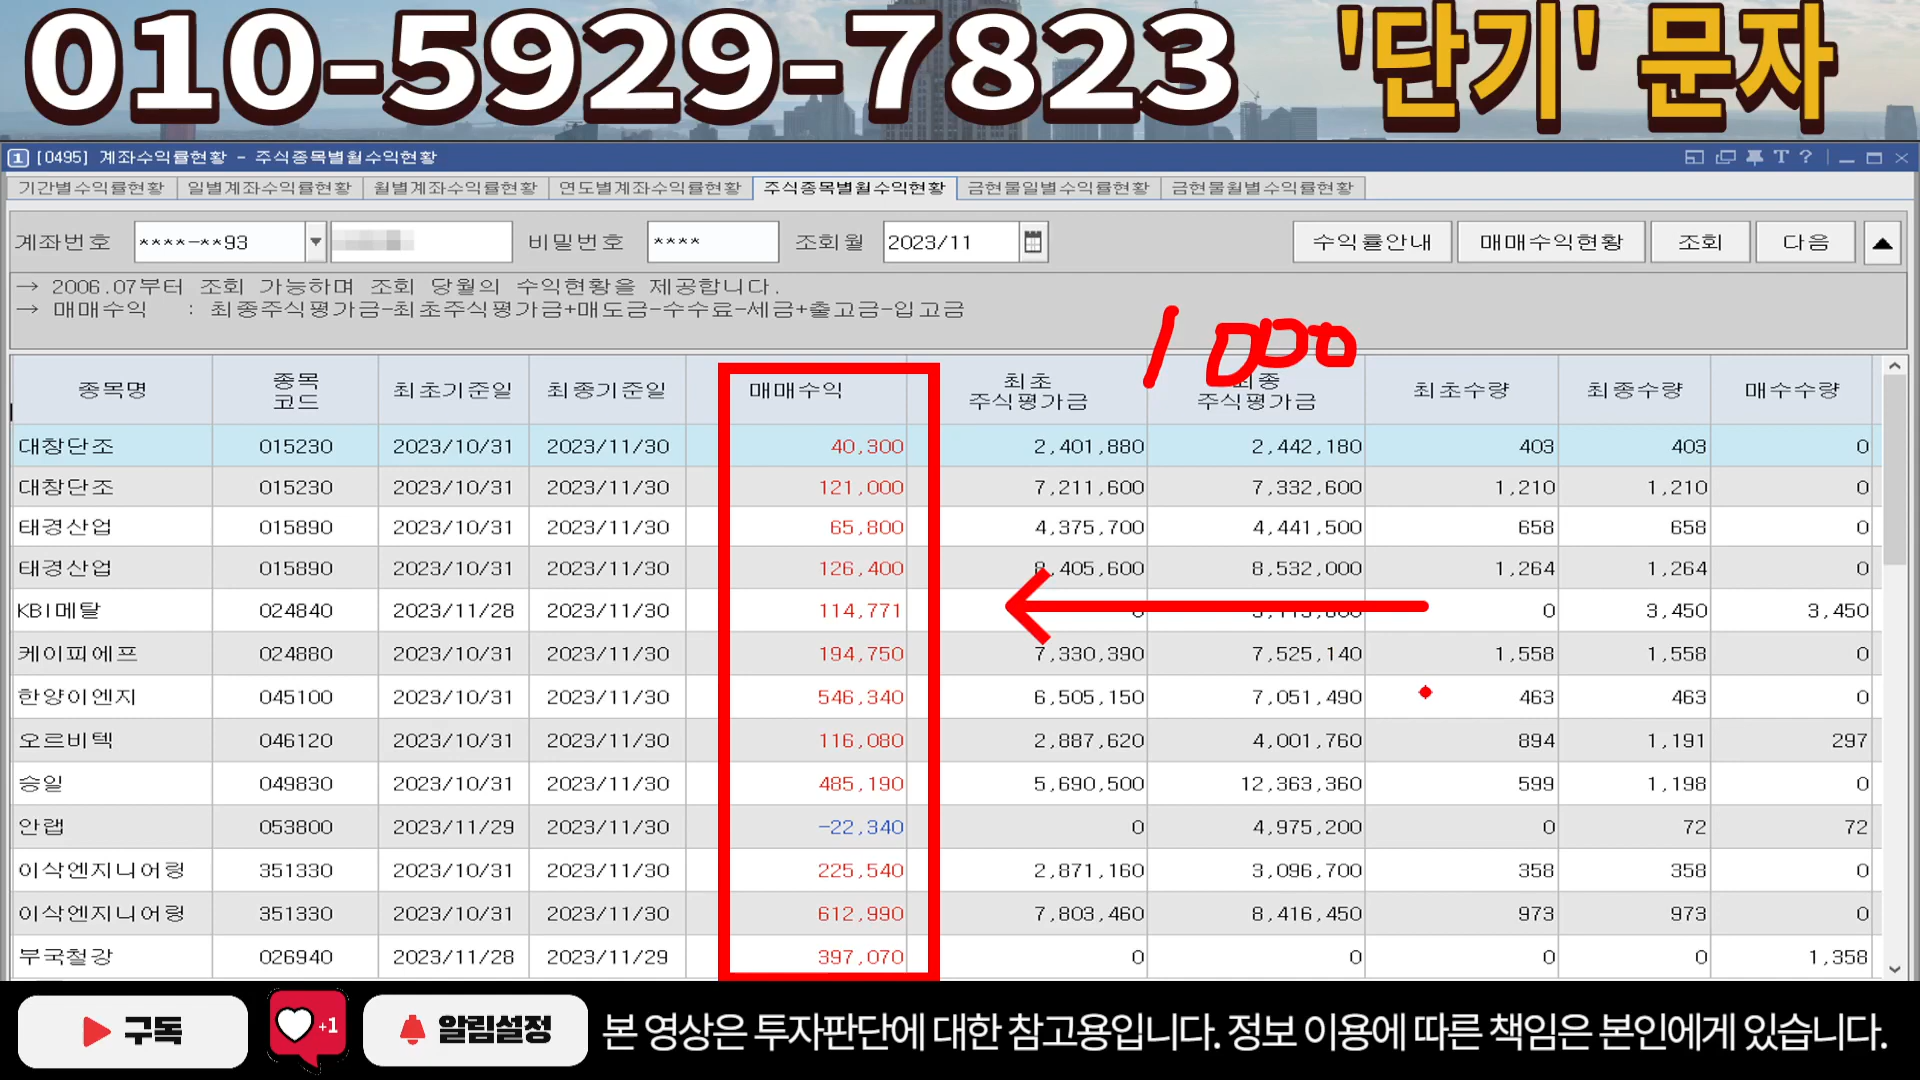 010-5929-7823 '단기' 문자
1 [0495] 계좌수익률현황 - 주식종목별월수익현황
기간별수익률현황 일별계좌수익률현황 월별계좌수익률현황 연도별계좌수익률현황 주식종목별월수익현황 금현물일별수익률현황 금현물월별수익률현황
계좌번호 ****-**93 비밀번호 **** 조회월 2023/11 수익률안내 매매수익현황 조회 다음
→ 2006.07부터 조회 가능하며 조회 당월의 수익현황을 제공합니다.
→ 매매수익 : 최종주식평가금-최초주식평가금+매도금-수수료-세금+출고금-입고금
1000
종목명 종목코드 최초기준일 최종기준일 매매수익 최초주식평가금 최종주식평가금 최초수량 최종수량 매수수량
대창단조 015230 2023/10/31 2023/11/30 40,300 2,401,880 2,442,180 403 403 0
대창단조 015230 2023/10/31 2023/11/30 121,000 7,211,600 7,332,600 1,210 1,210 0
태경산업 015890 2023/10/31 2023/11/30 65,800 4,375,700 4,441,500 658 658 0
태경산업 015890 2023/10/31 2023/11/30 126,400 8,405,600 8,532,000 1,264 1,264 0
KBI메탈 024840 2023/11/28 2023/11/30 114,771 0 0 3,450 3,450
케이피에프 024880 2023/10/31 2023/11/30 194,750 7,330,390 7,525,140 1,558 1,558 0
한양이엔지 045100 2023/10/31 2023/11/30 546,340 6,505,150 7,051,490 463 463 0
오르비텍 046120 2023/10/31 2023/11/30 116,080 2,887,620 4,001,760 894 1,191 297
승일 049830 2023/10/31 2023/11/30 485,190 5,690,500 12,363,360 599 1,198 0
안랩 053800 2023/11/29 2023/11/30 -22,340 0 4,975,200 0 72 72
이삭엔지니어링 351330 2023/10/31 2023/11/30 225,540 2,871,160 3,096,700 358 358 0
이삭엔지니어링 351330 2023/10/31 2023/11/30 612,990 7,803,460 8,416,450 973 973 0
부국철강 026940 2023/11/28 2023/11/29 397,070 0 0 0 0 1,358
구독 +1 알림설정 본 영상은 투자판단에 대한 참고용입니다. 정보 이용에 따른 책임은 본인에게 있습니다.